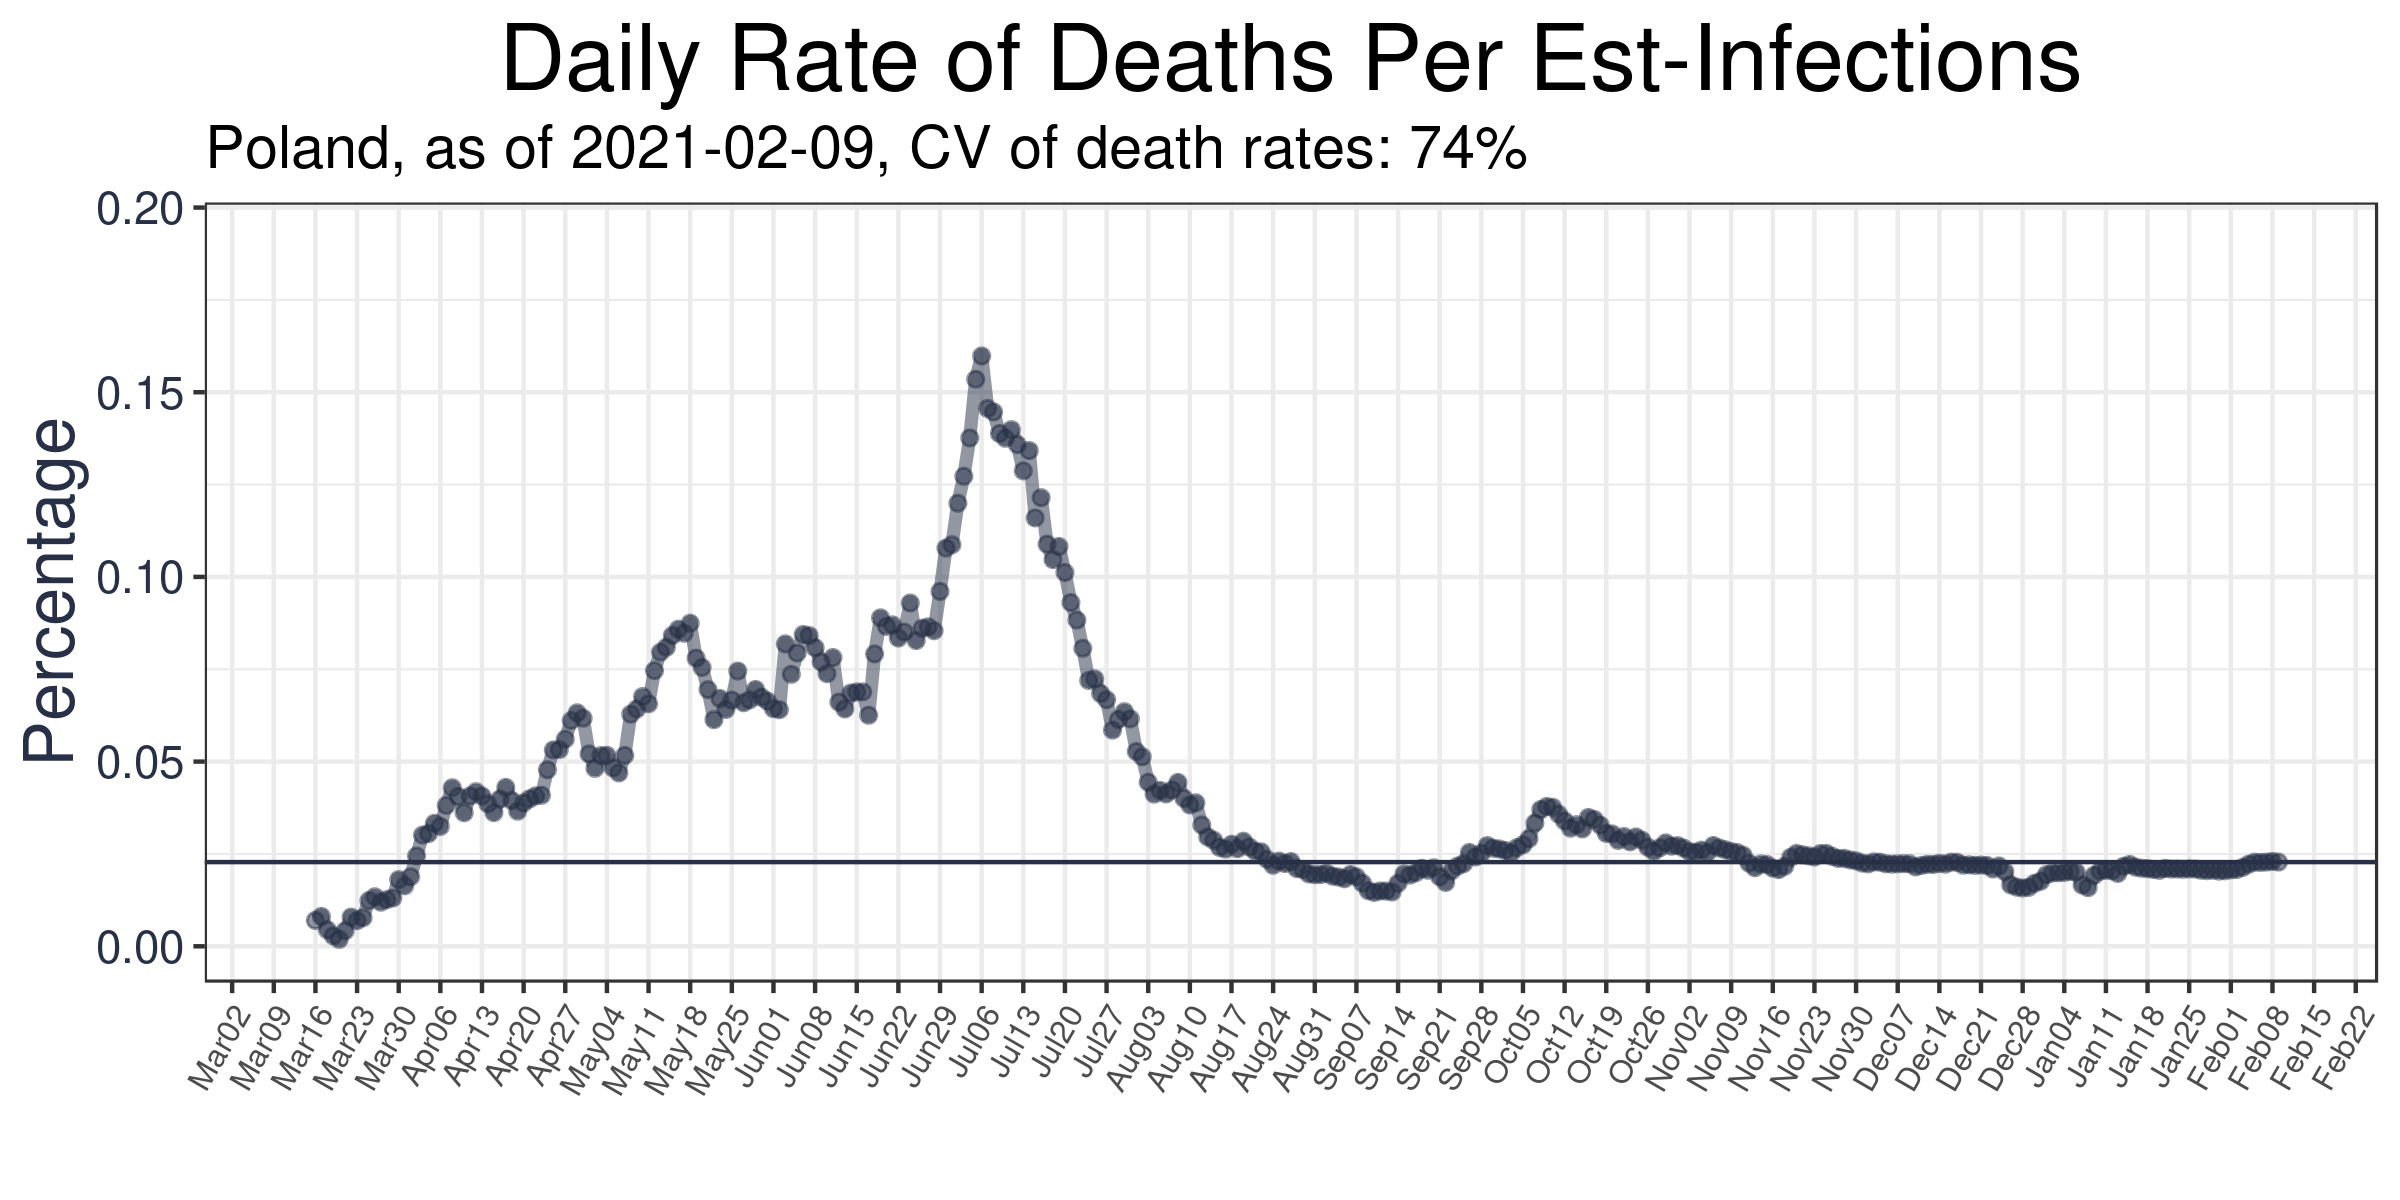 Daily Rate of Deaths Per Est-Infections
Poland, as of 2021-02-09, CV of death rates: 74%
Percentage
0.20
0.15
0.10
0.05
0.00
Mar02
Mar09
Mar16
Mar23
Mar30
Apr06
Apr13
Apr20
Apr27
May04
May11
May18
May25
Jun01
Jun08
Jun15
Jun22
Jun29
Jul06
Jul13
Jul20
Jul27
Aug03
Aug10
Aug17
Aug24
Aug31
Sep07
Sep14
Sep21
Sep28
Oct05
Oct12
Oct19
Oct26
Nov02
Nov09
Nov16
Nov23
Nov30
Dec07
Dec14
Dec21
Dec28
Jan04
Jan11
Jan18
Jan25
Feb01
Feb08
Feb15
Feb22